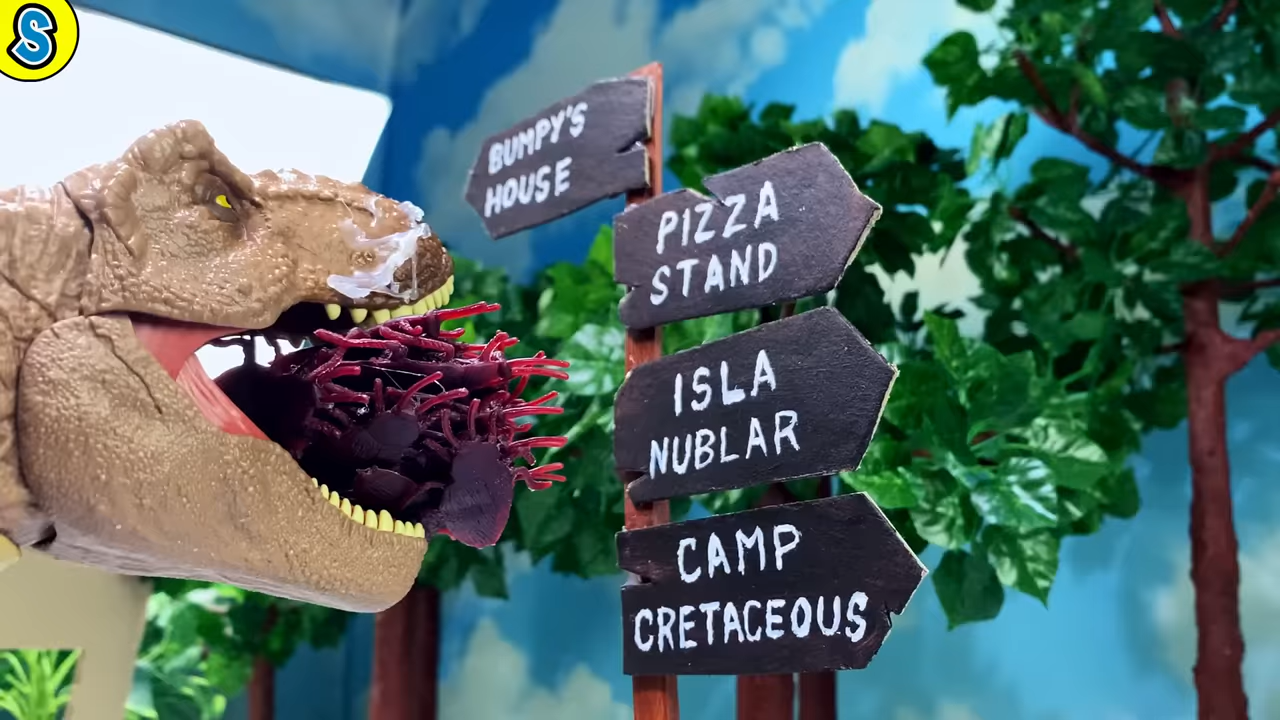 S
BUMPY'S
HOUSE
PIZZA
STAND
ISLA
NUBLAR
CAMP
CRETACEOUS